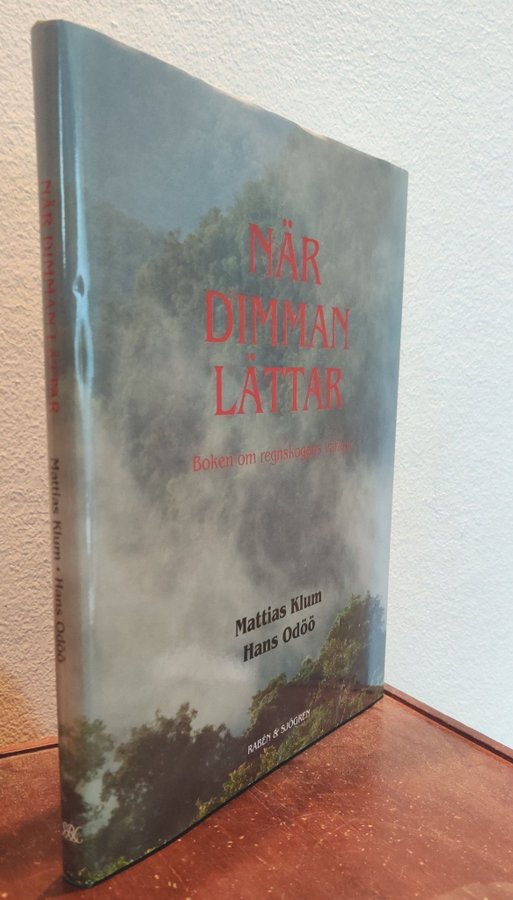 NÄR
DIMMAN
LÄTTAR
Boken om regnskogens
Mattias Klum
Hans Odöö
RABÉN & SJÖGREN
NÄR DIMMAN LÄTTAR
Mattias Klum • Hans Odöö